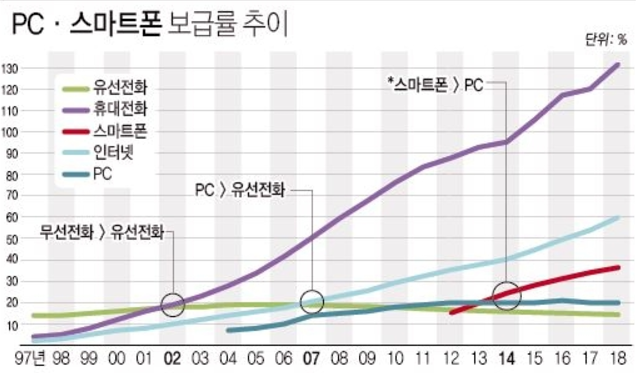 PC · 스마트폰 보급률 추이
단위: %
130
120
110
100
90
80
70
60
50
40
30
20
10
유선전화
휴대전화
스마트폰
인터넷
PC
*스마트폰 > PC
PC > 유선전화
무선전화 > 유선전화
97년 98 99 00 01 02 03 04 05 06 07 08 09 10 11 12 13 14 15 16 17 18